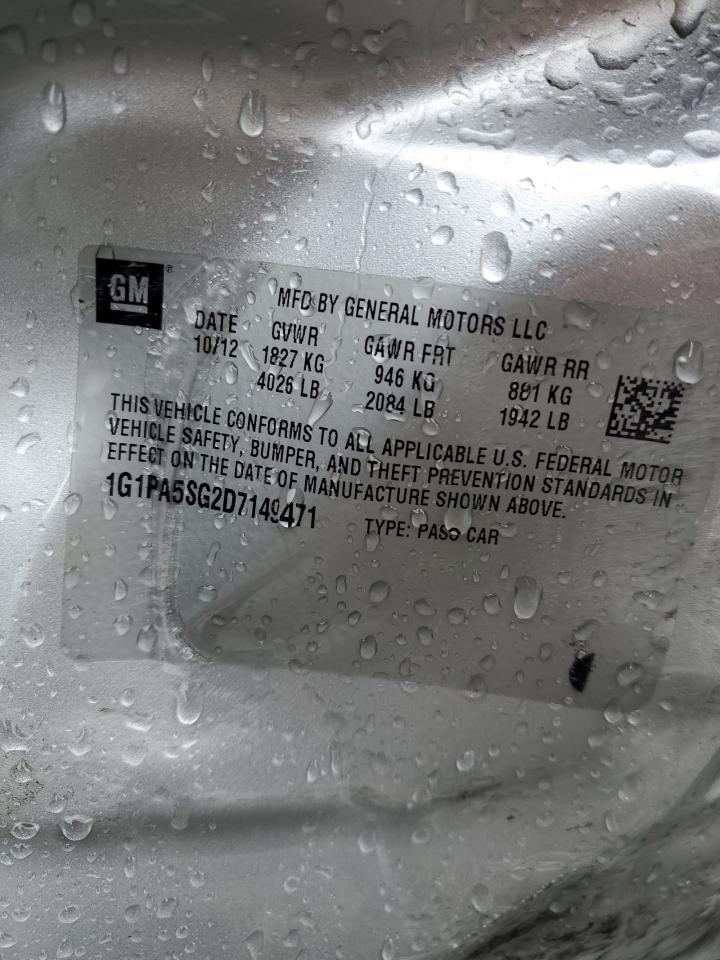 GM ®
MFD BY GENERAL MOTORS LLC
DATE GVWR GAWR FRT GAWR RR
10/12 1827 KG 946 KG 881 KG
4026 LB 2084 LB 1942 LB
THIS VEHICLE CONFORMS TO ALL APPLICABLE U.S. FEDERAL MOTOR
VEHICLE SAFETY, BUMPER, AND THEFT PREVENTION STANDARDS IN
EFFECT ON THE DATE OF MANUFACTURE SHOWN ABOVE.
1G1PA5SG2D7149471 TYPE: PASS CAR